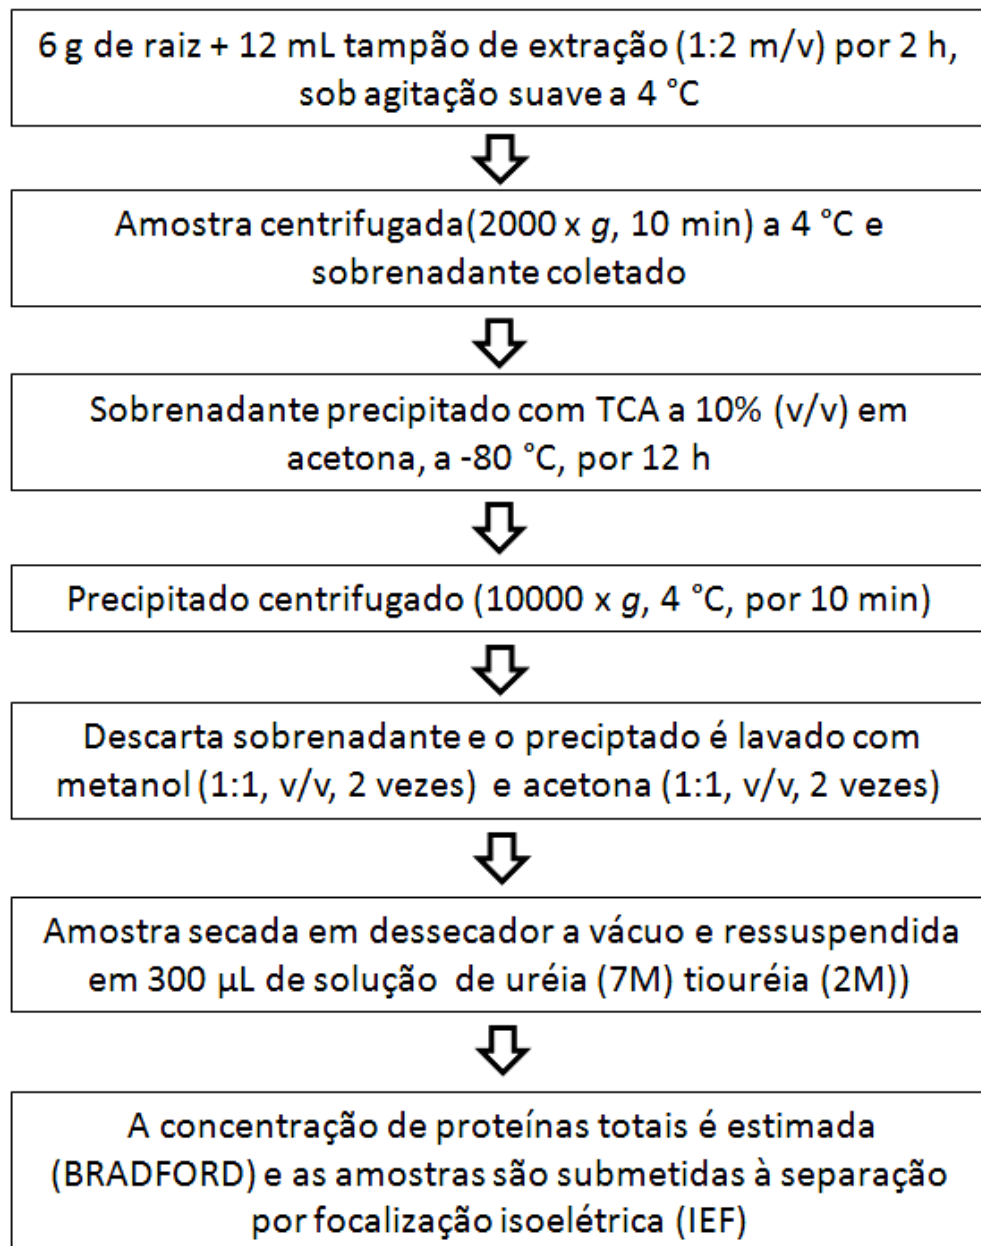 6 g de raiz + 12 mL tampão de extração (1:2 m/v) por 2 h,
sob agitação suave a 4 °C
Amostra centrifugada(2000 x g, 10 min) a 4 °C e
sobrenadante coletado
Sobrenadante precipitado com TCA a 10% (v/v) em
acetona, a -80 °C, por 12 h
Precipitado centrifugado (10000 x g, 4 °C, por 10 min)
Descarta sobrenadante e o preciptado é lavado com
metanol (1:1, v/v, 2 vezes) e acetona (1:1, v/v, 2 vezes)
Amostra secada em dessecador a vácuo e ressuspendida
em 300 µL de solução de uréia (7M) tiouréia (2M))
A concentração de proteínas totais é estimada
(BRADFORD) e as amostras são submetidas à separação
por focalização isoelétrica (IEF)